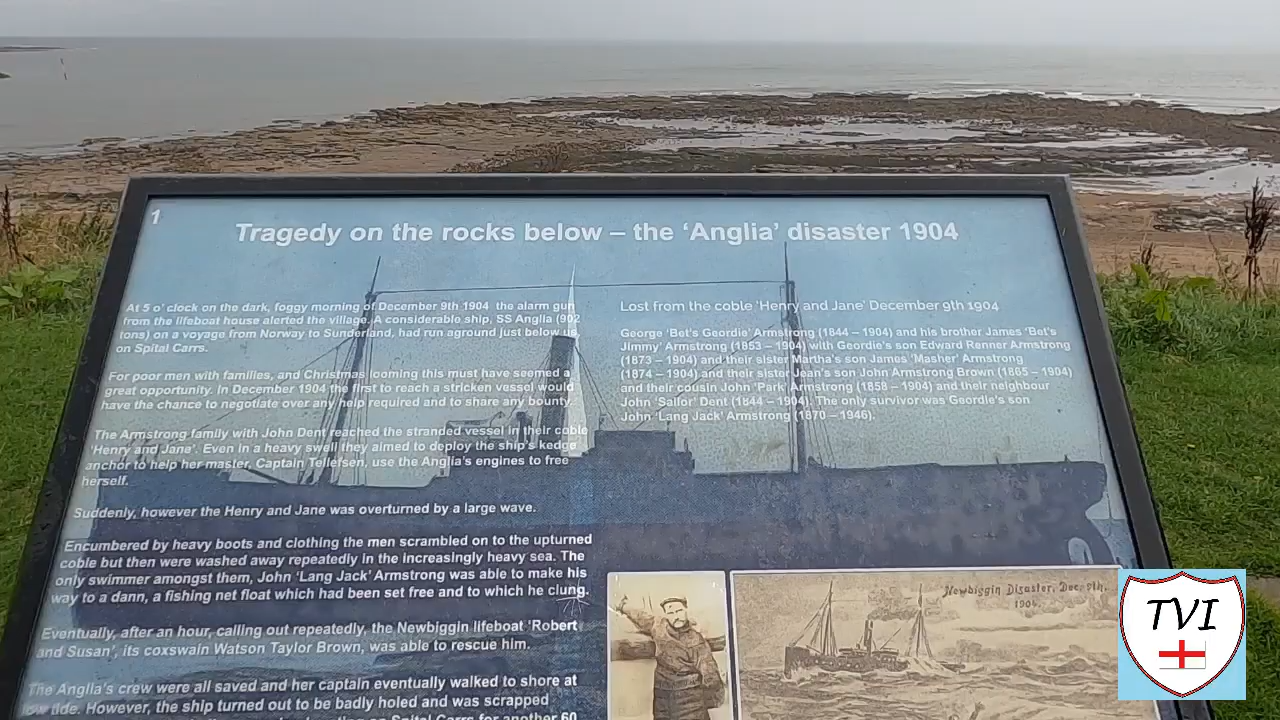 1
Tragedy on the rocks below – the ‘Anglia’ disaster 1904
At 5 o’ clock on the dark, foggy morning of December 9th 1904 the alarm gun
from the lifeboat house alerted the village. A considerable ship, SS Anglia (902
tons) on a voyage from Norway to Sunderland, had run aground just below us,
on Spital Carrs.
For poor men with families, and Christmas looming this must have seemed a
great opportunity. In December 1904 the first to reach a stricken vessel would
have the chance to negotiate over any help required and to share any bounty.
The Armstrong family with John Dent reached the stranded vessel in their coble
‘Henry and Jane’. Even in a heavy swell they aimed to deploy the ship’s kedge
anchor to help her master, Captain Tellefsen, use the Anglia’s engines to free
herself.
Suddenly, however the Henry and Jane was overturned by a large wave.
Encumbered by heavy boots and clothing the men scrambled on to the upturned
coble but then were washed away repeatedly in the increasingly heavy sea. The
only swimmer amongst them, John ‘Lang Jack’ Armstrong was able to make his
way to a dann, a fishing net float which had been set free and to which he clung.
Eventually, after an hour, calling out repeatedly, the Newbiggin lifeboat ‘Robert
and Susan’, its coxswain Watson Taylor Brown, was able to rescue him.
The Anglia’s crew were all saved and her captain eventually walked to shore at
low tide. However, the ship turned out to be badly holed and was scrapped
on Spital Carrs for another 60
Lost from the coble ‘Henry and Jane’ December 9th 1904
George ‘Bet’s Geordie’ Armstrong (1844 – 1904) and his brother James ‘Bet’s
Jimmy’ Armstrong (1853 – 1904) with Geordie’s son Edward Renner Armstrong
(1873 – 1904) and their sister Martha’s son James ‘Masher’ Armstrong
(1874 – 1904) and their sister Jean’s son John Armstrong Brown (1865 – 1904)
and their cousin John ‘Park’ Armstrong (1858 – 1904) and their neighbour
John ‘Sailor’ Dent (1844 – 1904). The only survivor was Geordie’s son
John ‘Lang Jack’ Armstrong (1870 – 1946).
Newbiggin Disaster, Dec. 9th,
1904.
TVI